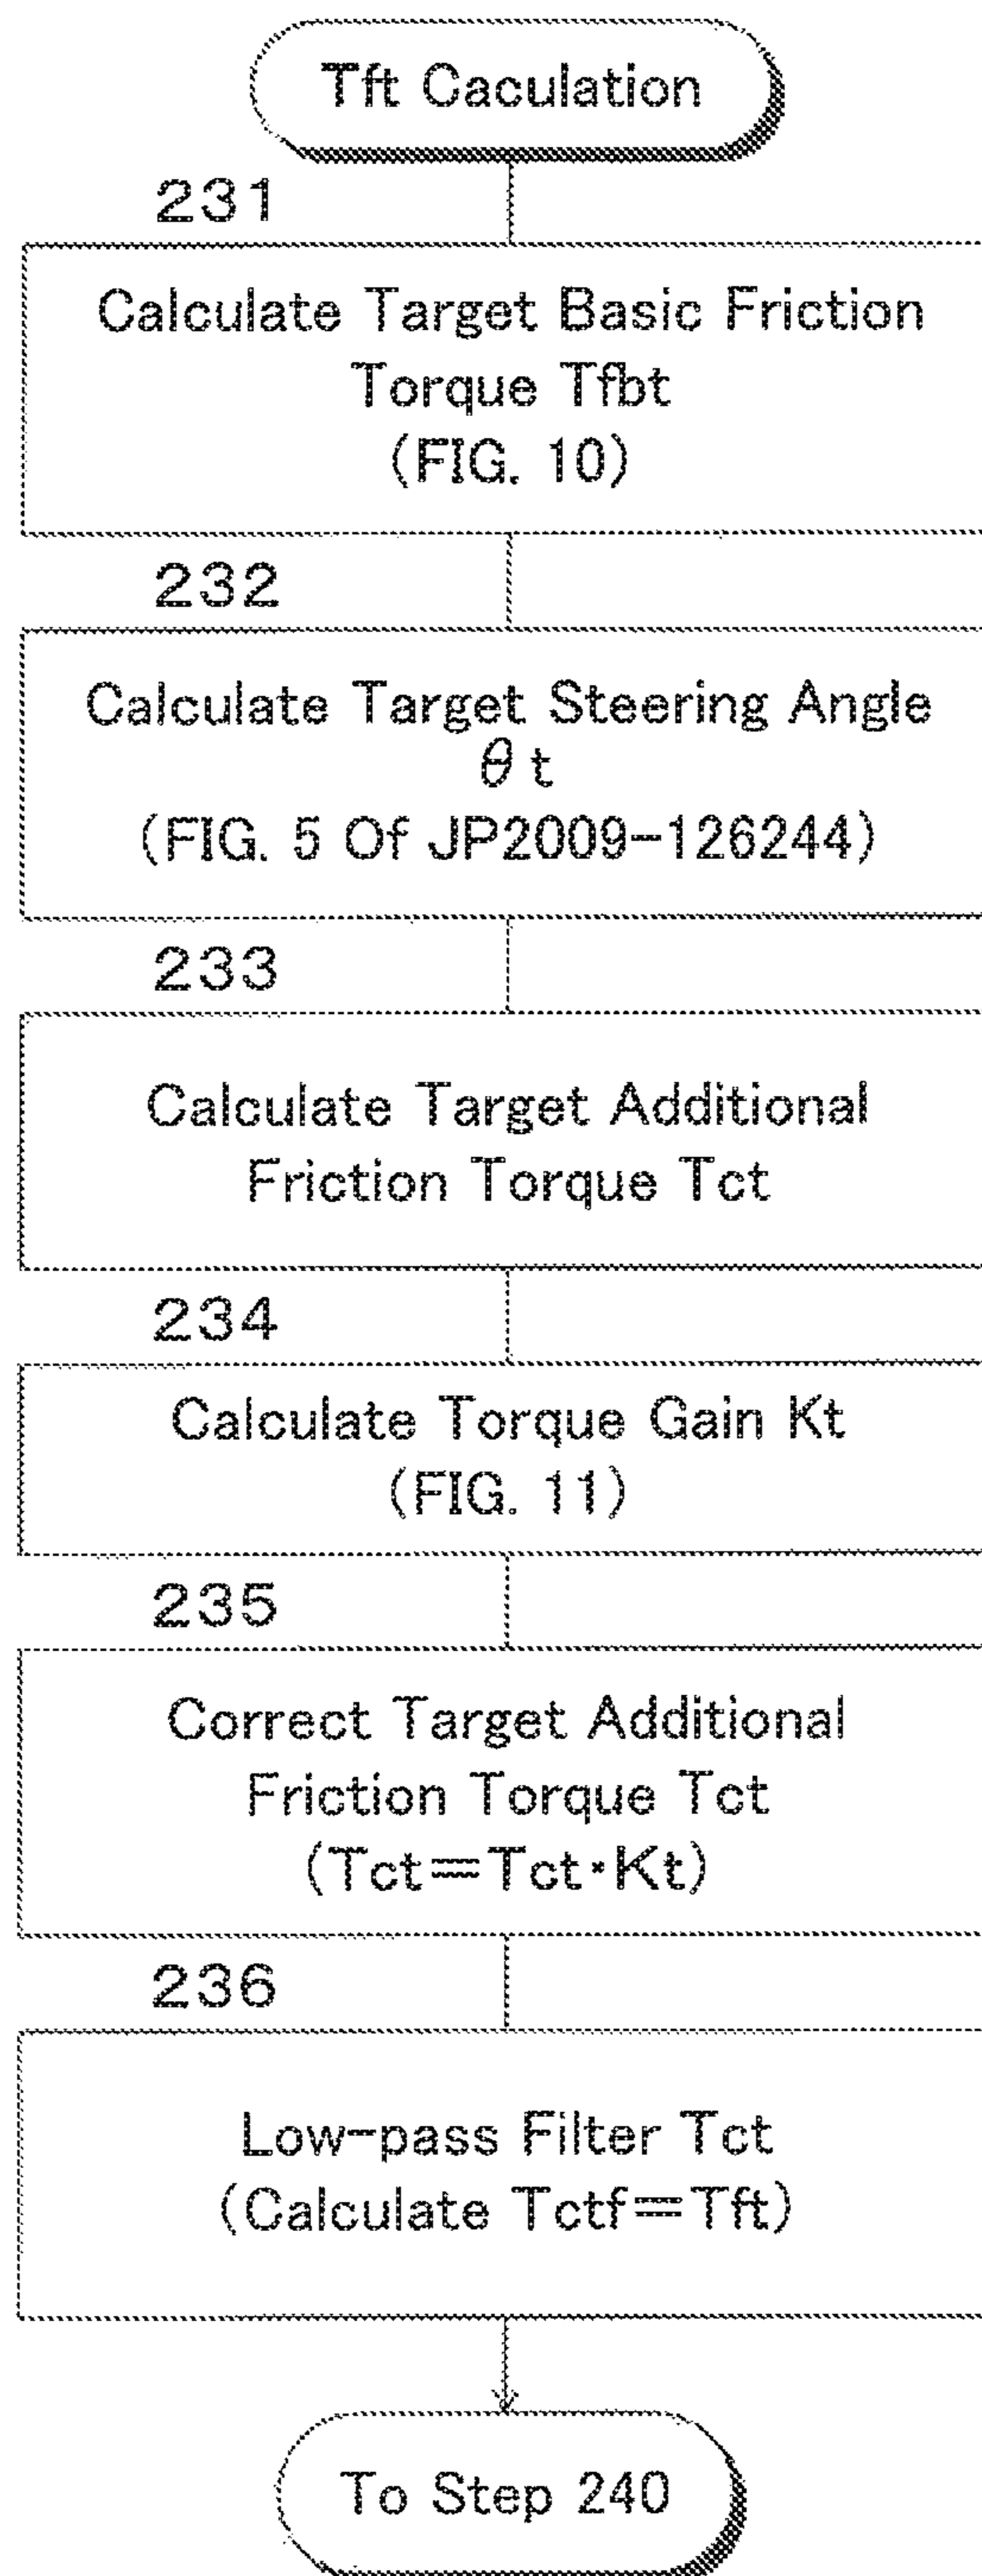 Tft Caculation
231
Calculate Target Basic Friction
Torque Tfbt
(FIG. 10)
232
Calculate Target Steering Angle
θt
(FIG. 5 Of JP2009-126244)
233
Calculate Target Additional
Friction Torque Tct
234
Calculate Torque Gain Kt
(FIG. 11)
235
Correct Target Additional
Friction Torque Tct
(Tct=Tct·Kt)
236
Low-pass Filter Tct
(Calculate Tctf=Tft)
To Step 240